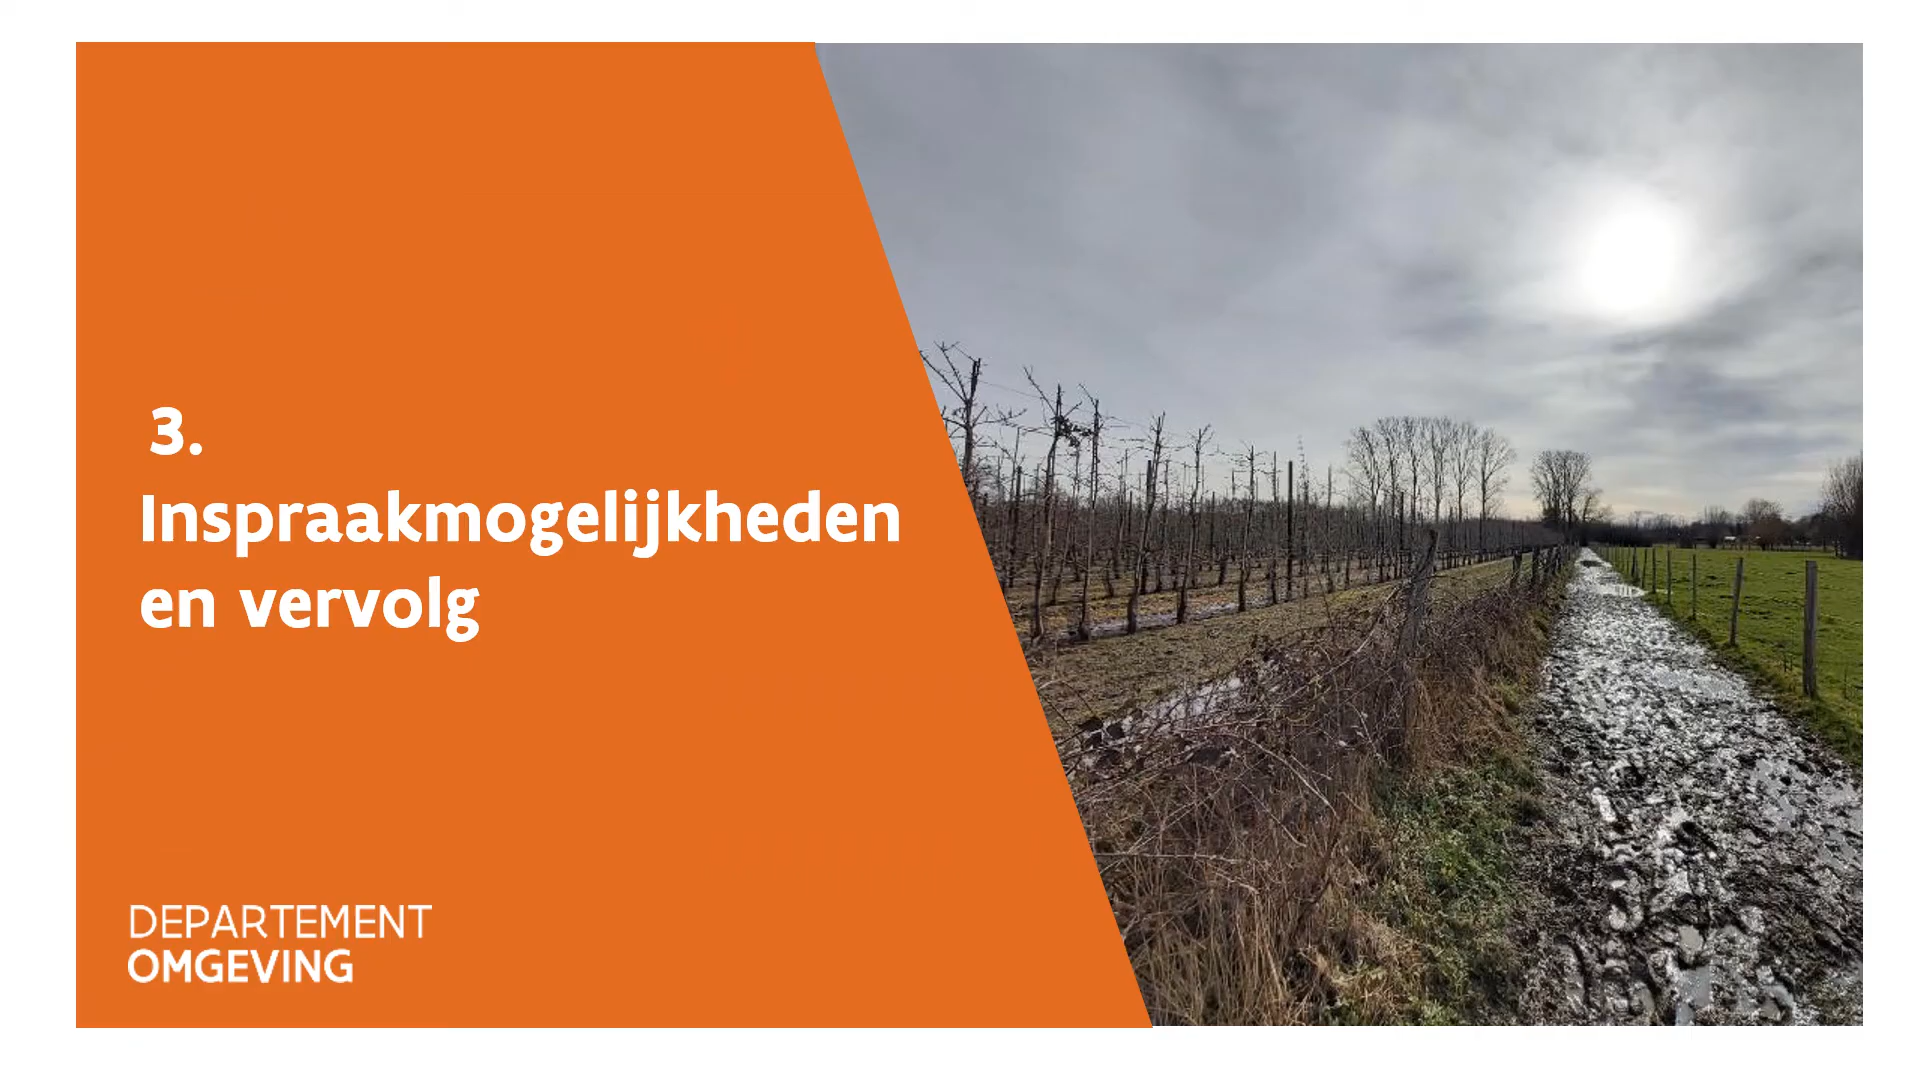 3.
Inspraakmogelijkheden
en vervolg
DEPARTEMENT
OMGEVING